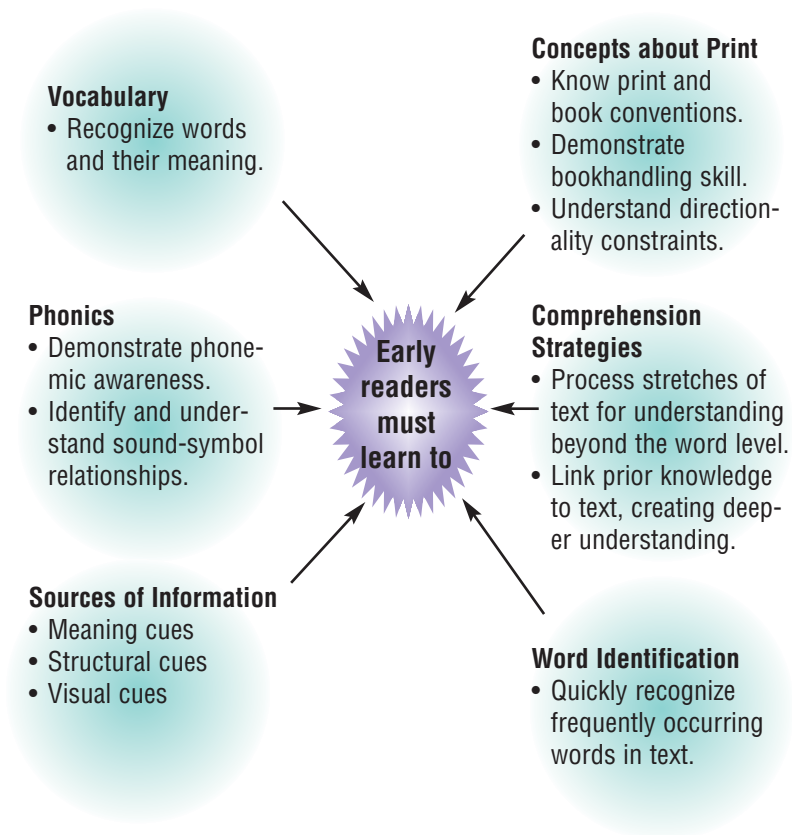 Vocabulary
• Recognize words
and their meaning.
Concepts about Print
• Know print and
book conventions.
• Demonstrate
bookhandling skill.
• Understand direction-
ality constraints.
Phonics
• Demonstrate phone-
mic awareness.
• Identify and under-
stand sound-symbol
relationships.
Early
readers
must
learn to
Comprehension
Strategies
• Process stretches of
text for understanding
beyond the word level.
• Link prior knowledge
to text, creating deep-
er understanding.
Sources of Information
• Meaning cues
• Structural cues
• Visual cues
Word Identification
• Quickly recognize
frequently occurring
words in text.